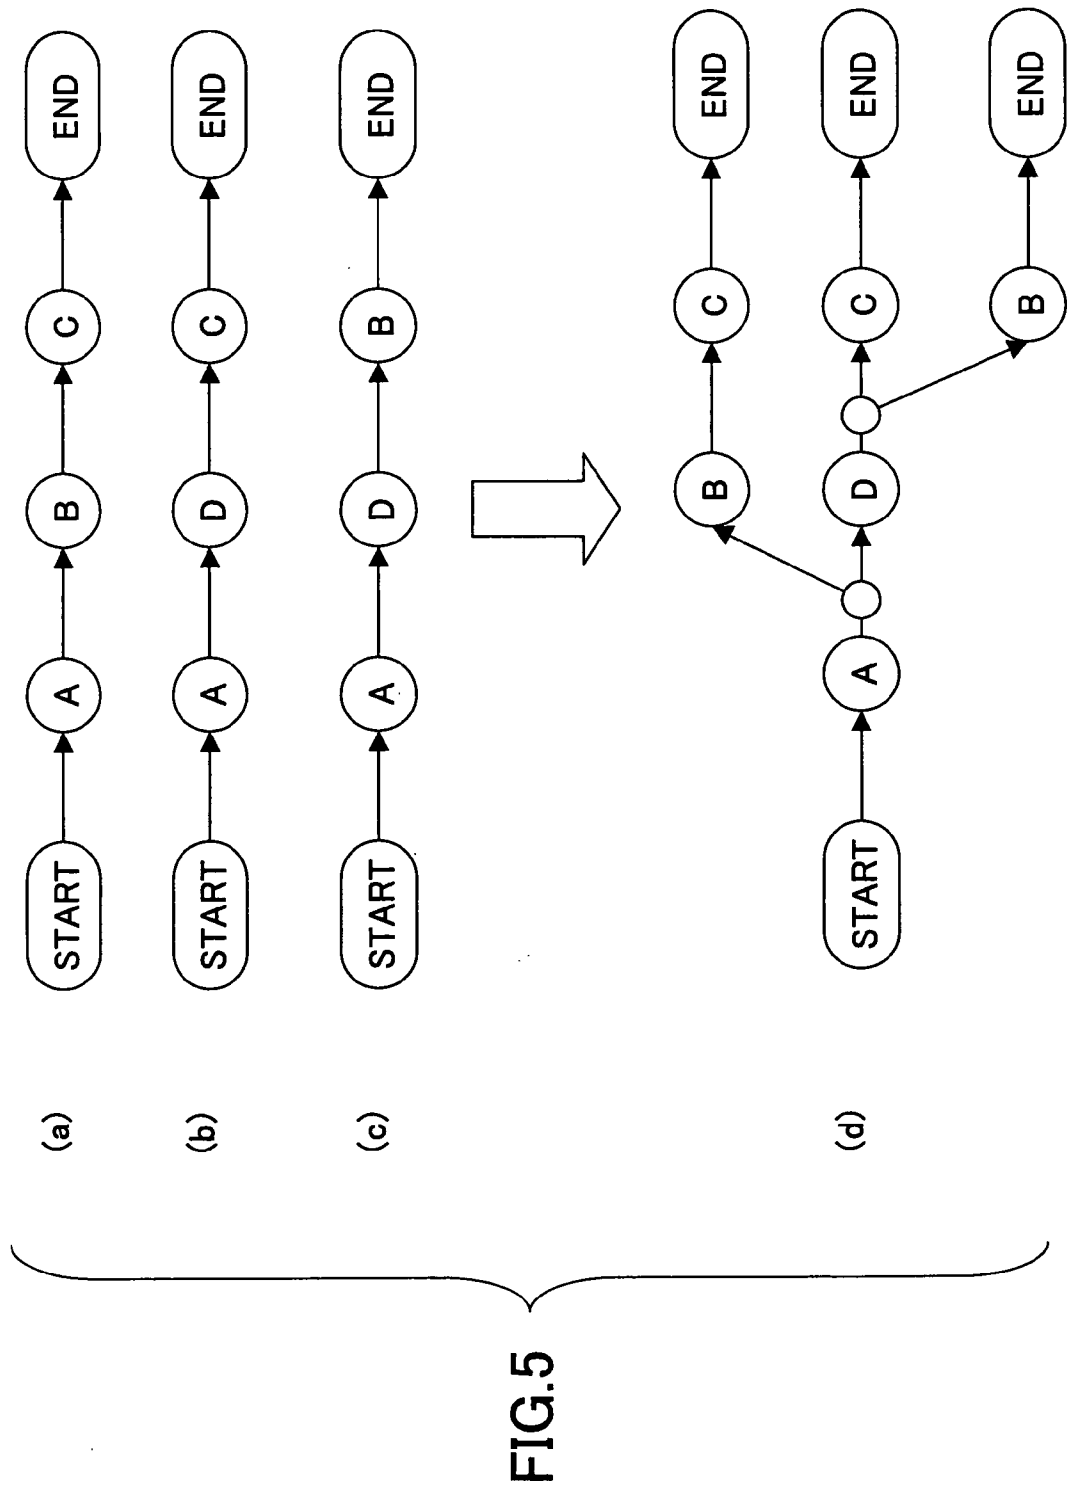 FIG.5
(a) START A B C END
(b) START A D C END
(c) START A D B END
B C END
(d) START A D C END
B END